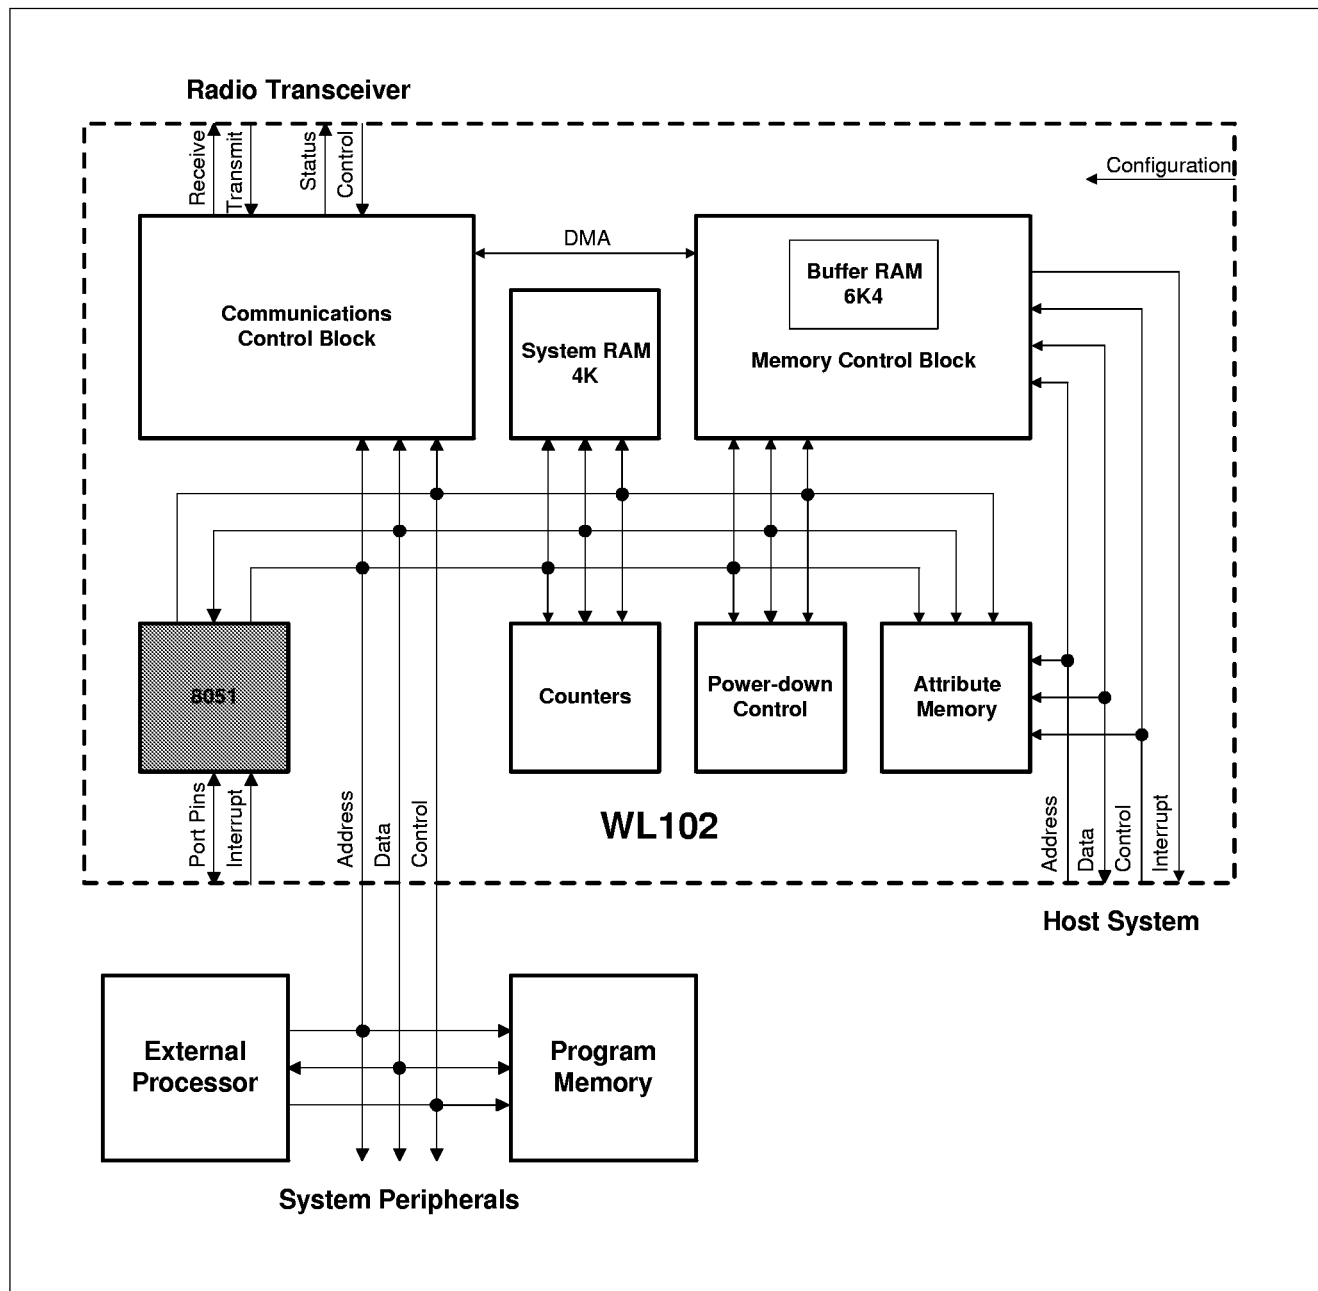 Radio Transceiver
Receive
Transmit
Status
Control
Configuration
DMA
Communications
Control Block
System RAM
4K
Buffer RAM
6K4
Memory Control Block
8051
Counters
Power-down
Control
Attribute
Memory
Port Pins
Interrupt
Address
Data
Control
WL102
Address
Data
Control
Interrupt
Host System
External
Processor
Program
Memory
System Peripherals